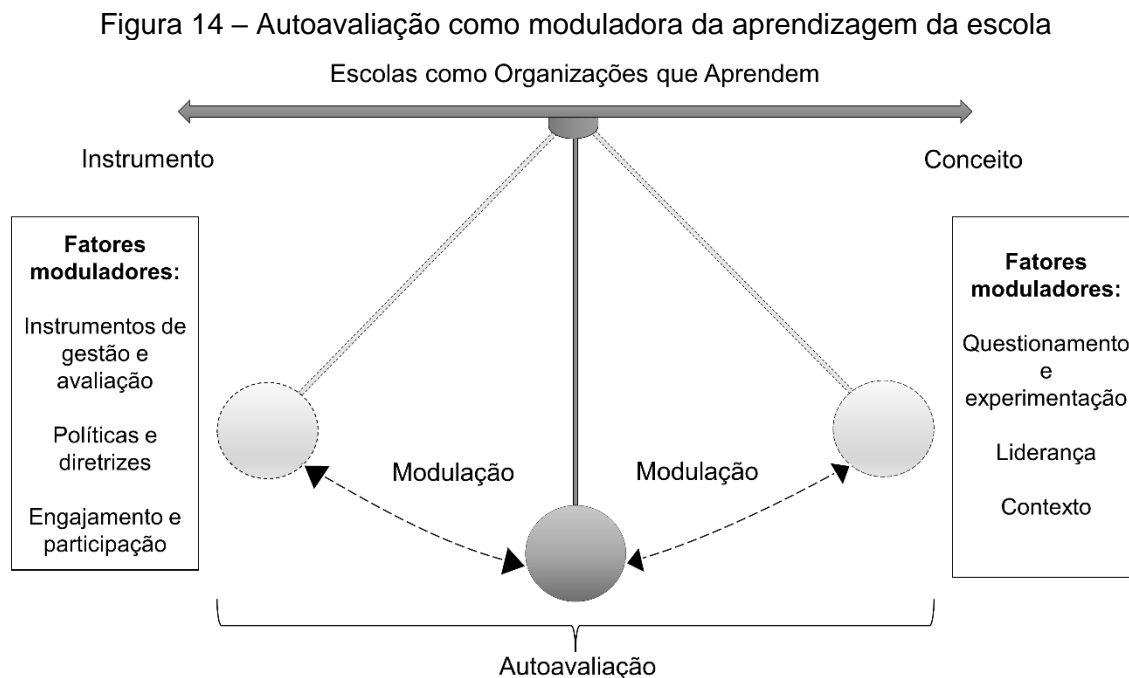 Figura 14 – Autoavaliação como moduladora da aprendizagem da escola
Escolas como Organizações que Aprendem
Instrumento
Conceito
Fatores
moduladores:
Instrumentos de
gestão e
avaliação
Políticas e
diretrizes
Engajamento e
participação
Modulação
Modulação
Fatores
moduladores:
Questionamento
e
experimentação
Liderança
Contexto
Autoavaliação